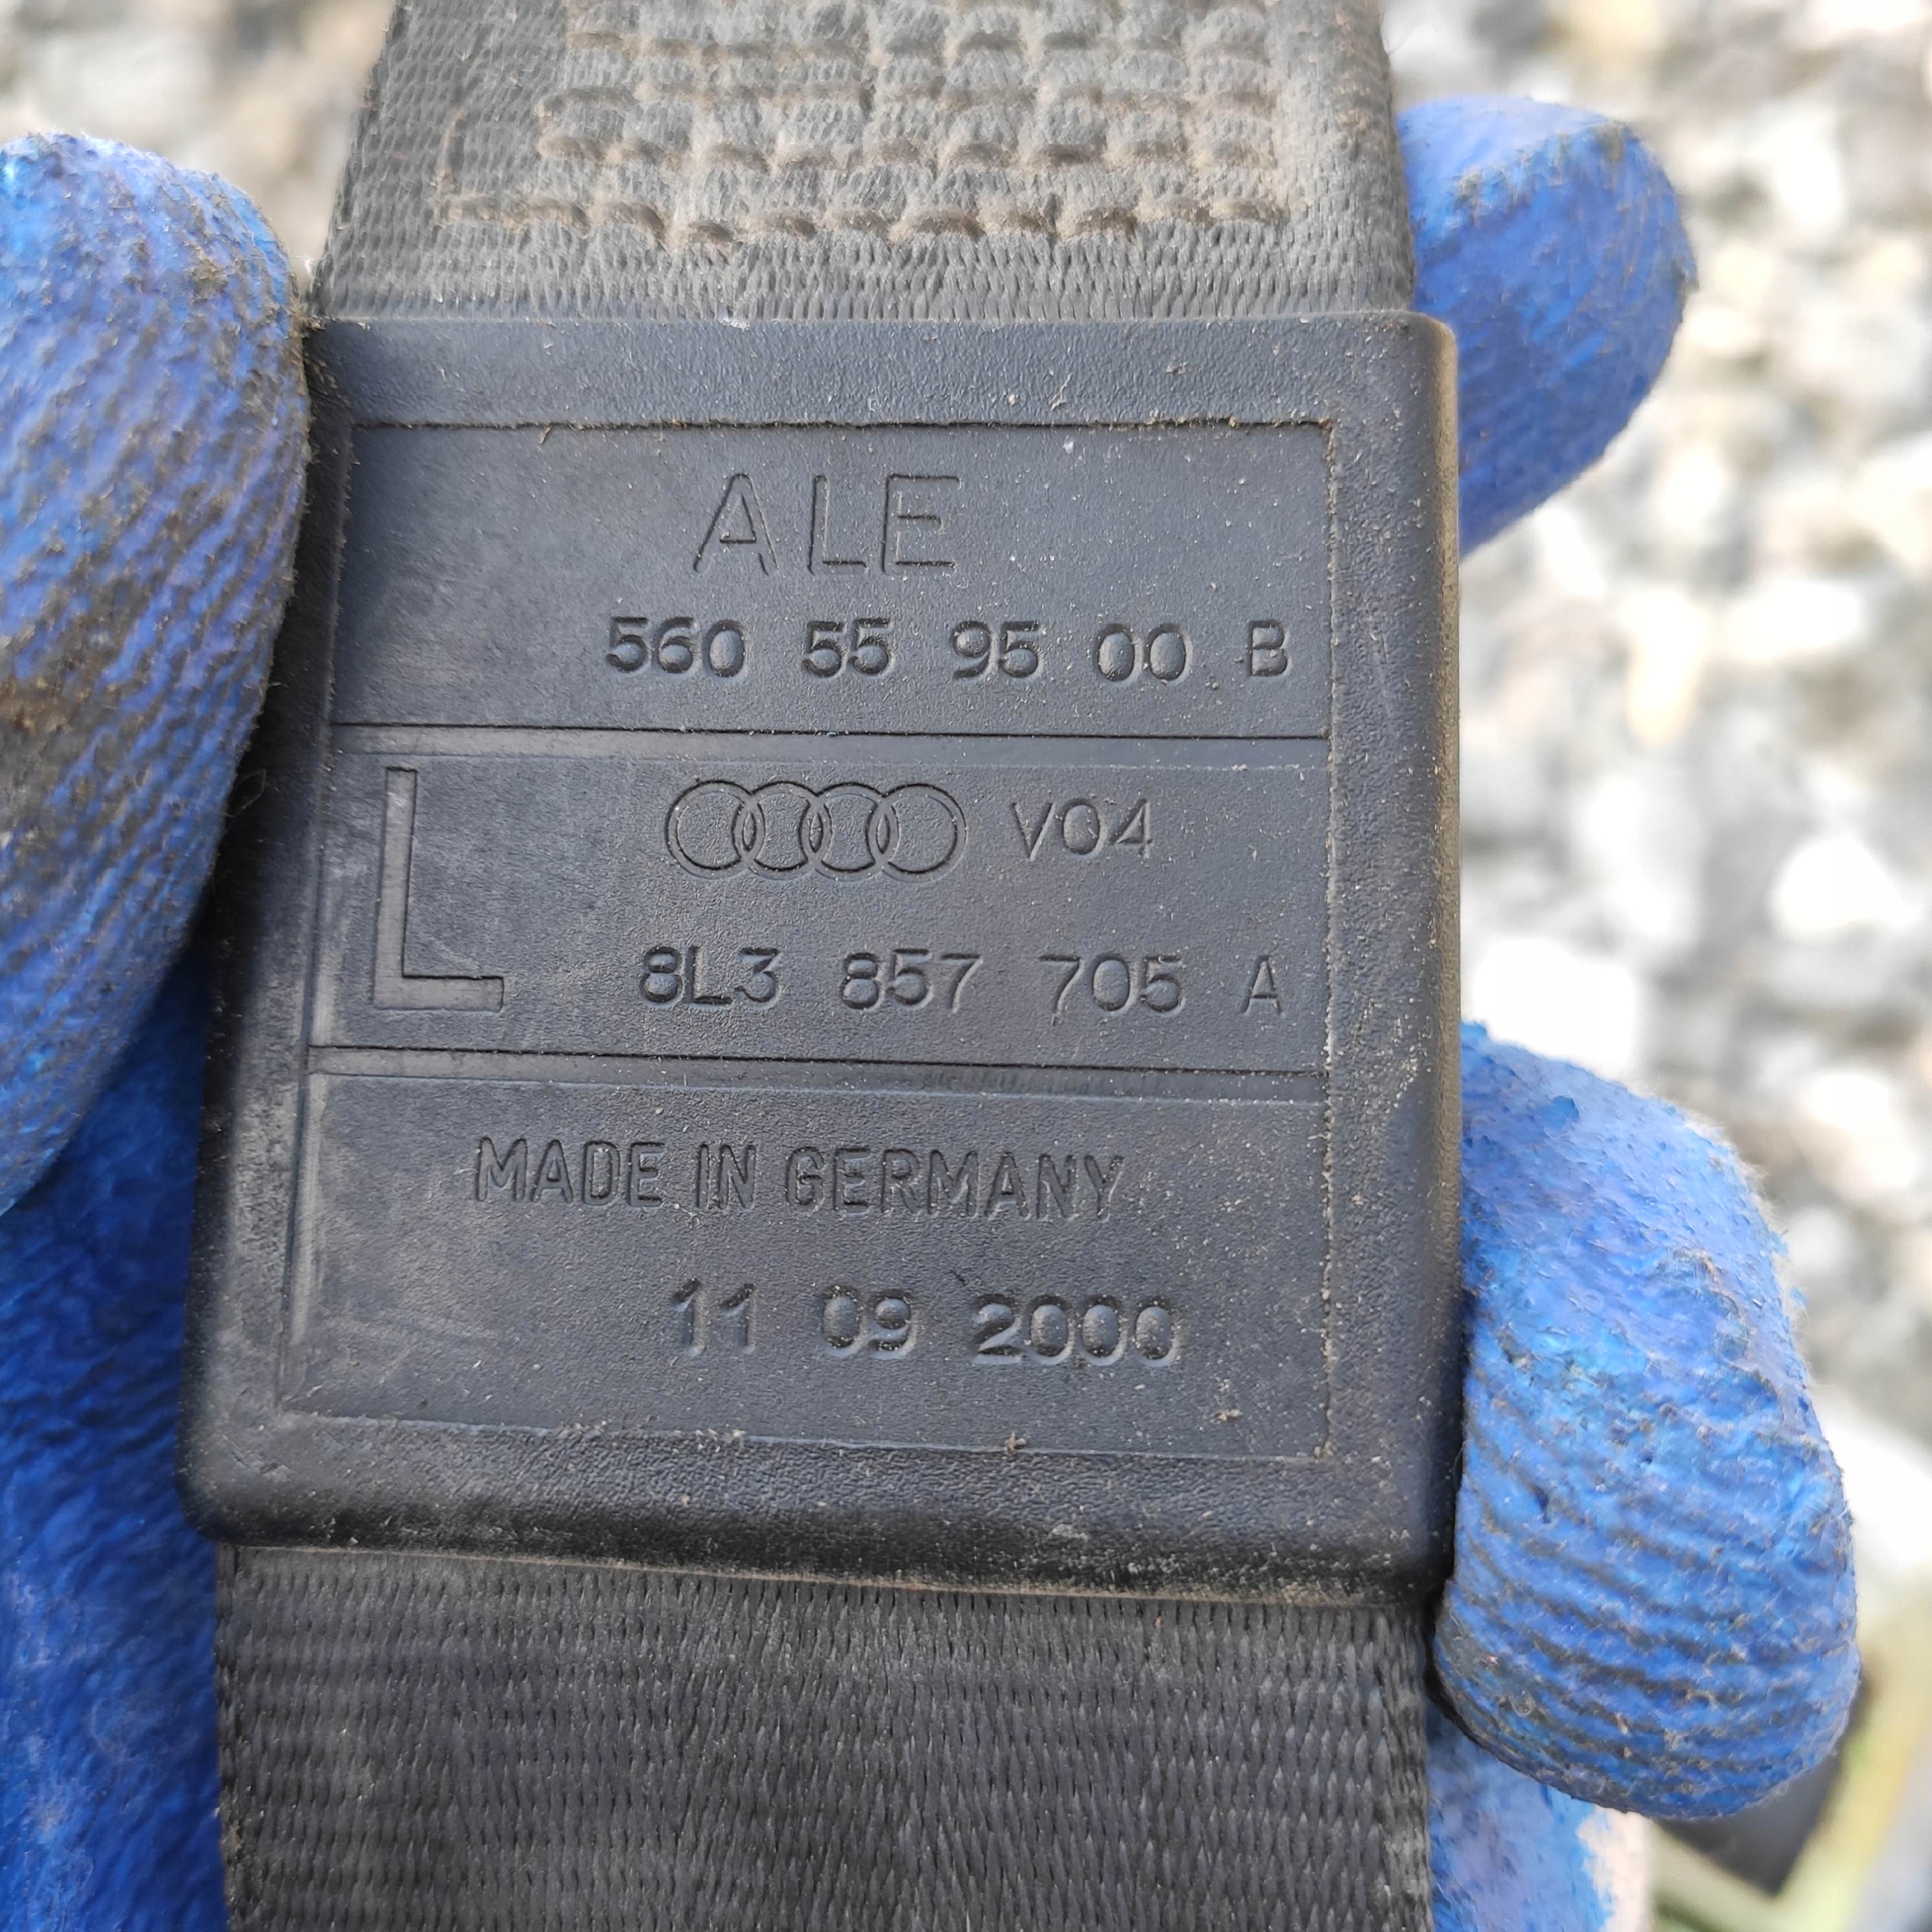 ALE
560 55 95 00 B
L V04
8L3 857 705 A
MADE IN GERMANY
11 09 2000